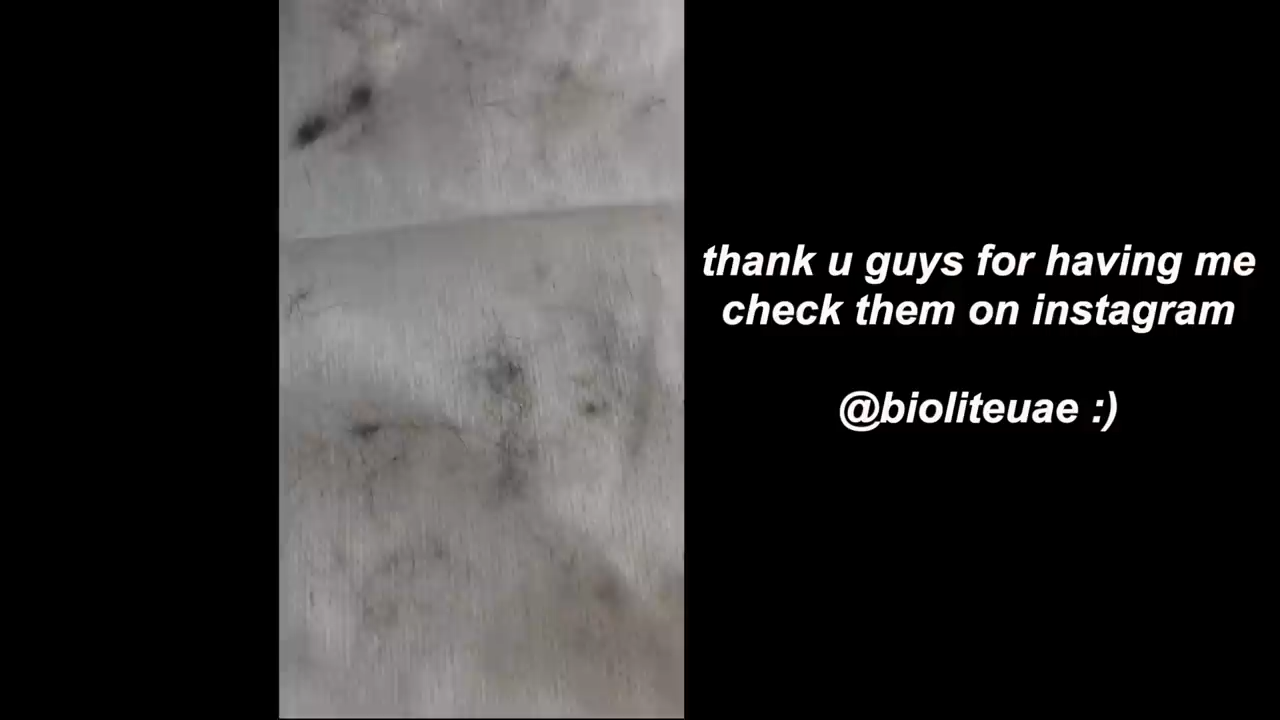 thank u guys for having me
check them on instagram
@bioliteuae :)